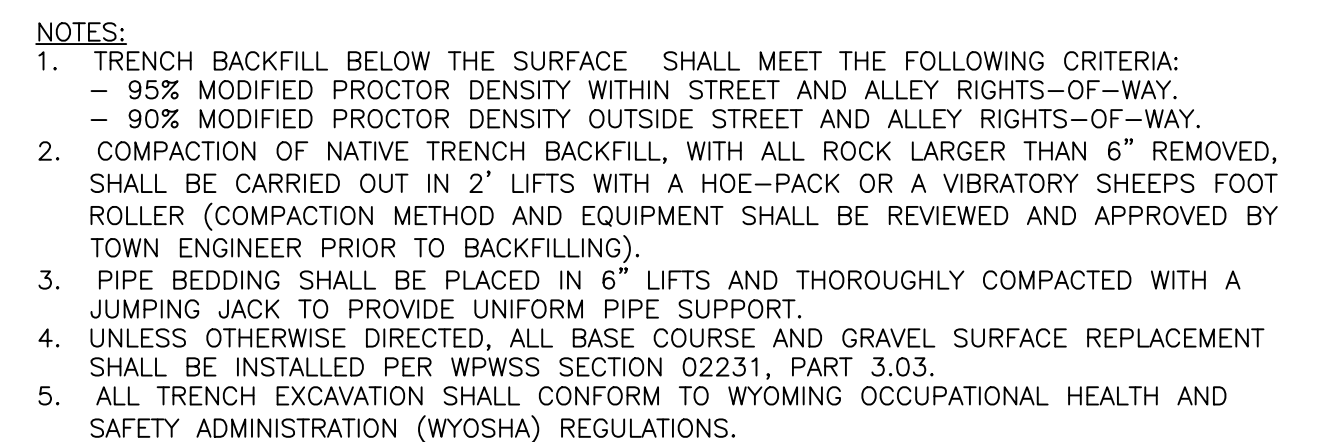 NOTES:
1. TRENCH BACKFILL BELOW THE SURFACE SHALL MEET THE FOLLOWING CRITERIA:
– 95% MODIFIED PROCTOR DENSITY WITHIN STREET AND ALLEY RIGHTS–OF–WAY.
– 90% MODIFIED PROCTOR DENSITY OUTSIDE STREET AND ALLEY RIGHTS–OF–WAY.
2. COMPACTION OF NATIVE TRENCH BACKFILL, WITH ALL ROCK LARGER THAN 6” REMOVED,
SHALL BE CARRIED OUT IN 2’ LIFTS WITH A HOE–PACK OR A VIBRATORY SHEEPS FOOT
ROLLER (COMPACTION METHOD AND EQUIPMENT SHALL BE REVIEWED AND APPROVED BY
TOWN ENGINEER PRIOR TO BACKFILLING).
3. PIPE BEDDING SHALL BE PLACED IN 6” LIFTS AND THOROUGHLY COMPACTED WITH A
JUMPING JACK TO PROVIDE UNIFORM PIPE SUPPORT.
4. UNLESS OTHERWISE DIRECTED, ALL BASE COURSE AND GRAVEL SURFACE REPLACEMENT
SHALL BE INSTALLED PER WPWSS SECTION 02231, PART 3.03.
5. ALL TRENCH EXCAVATION SHALL CONFORM TO WYOMING OCCUPATIONAL HEALTH AND
SAFETY ADMINISTRATION (WYOSHA) REGULATIONS.